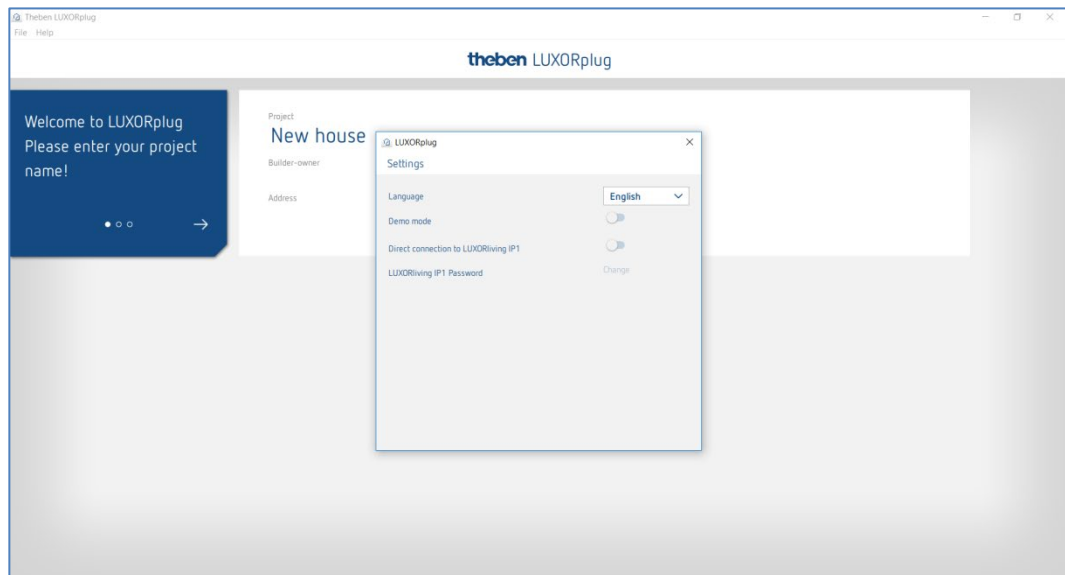 Theben LUXORplug
File Help
theben LUXORplug
Welcome to LUXORplug
Please enter your project
name!
Project
New house
Builder-owner
Address
LUXORplug
Settings
Language
English
Demo mode
Direct connection to LUXORliving IP1
LUXORliving IP1 Password
Change